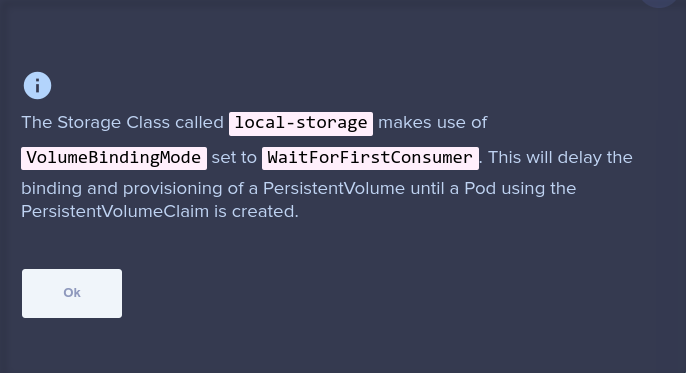 The Storage Class called local-storage makes use of
VolumeBindingMode set to WaitForFirstConsumer. This will delay the
binding and provisioning of a PersistentVolume until a Pod using the
PersistentVolumeClaim is created.
Ok